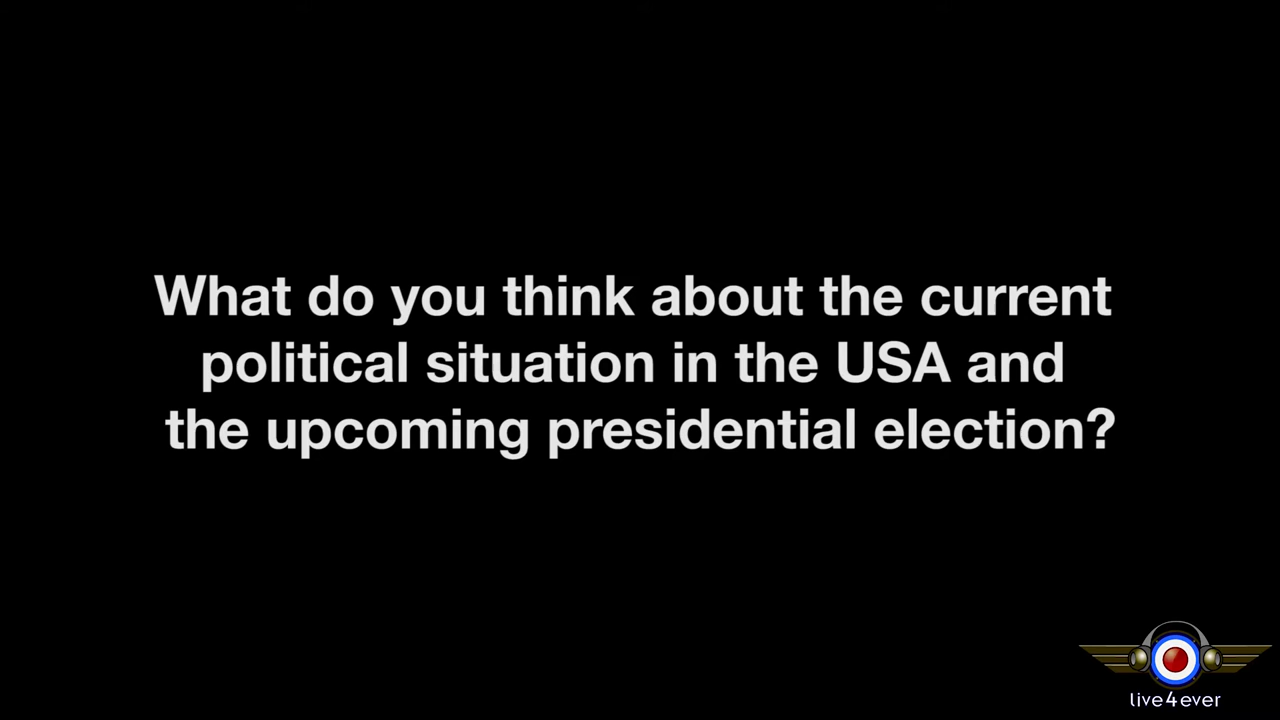 What do you think about the current
political situation in the USA and
the upcoming presidential election?
live4ever